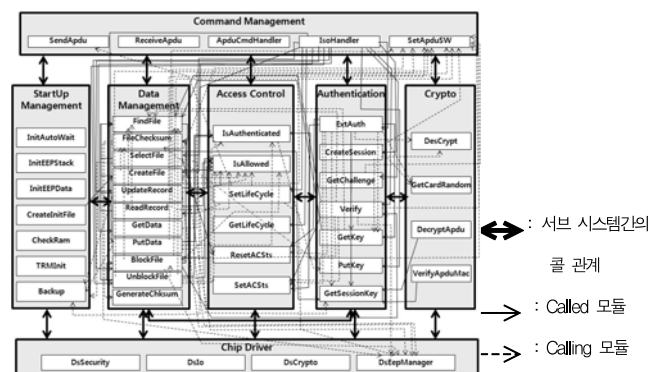 Command Management
SendApdu
ReceiveApdu
ApduCmdHandler
IsoHandler
SetApduSW
StartUp
Management
InitAutoWait
InitEEPStack
InitEEPData
CreateInitFile
CheckRam
TRMInit
Backup
Data
Management
FindFile
FileChecksum
SelectFile
CreateFile
UpdateRecord
ReadRecord
GetData
PutData
BlockFile
UnblockFile
GenerateChksum
Access Control
IsAuthenticated
IsAllowed
SetLifeCycle
GetLifeCycle
ResetACSts
SetACSts
Authentication
ExtAuth
CreateSession
GetChallenge
Verify
GetKey
PutKey
GetSessionKey
Crypto
DesCrypt
GetCardRandom
DecryptApdu
VerifyApduMac
Chip Driver
DsSecurity
DsIo
DsCrypto
DsEepManager
: 서브 시스템간의
콜 관계
: Called 모듈
: Calling 모듈